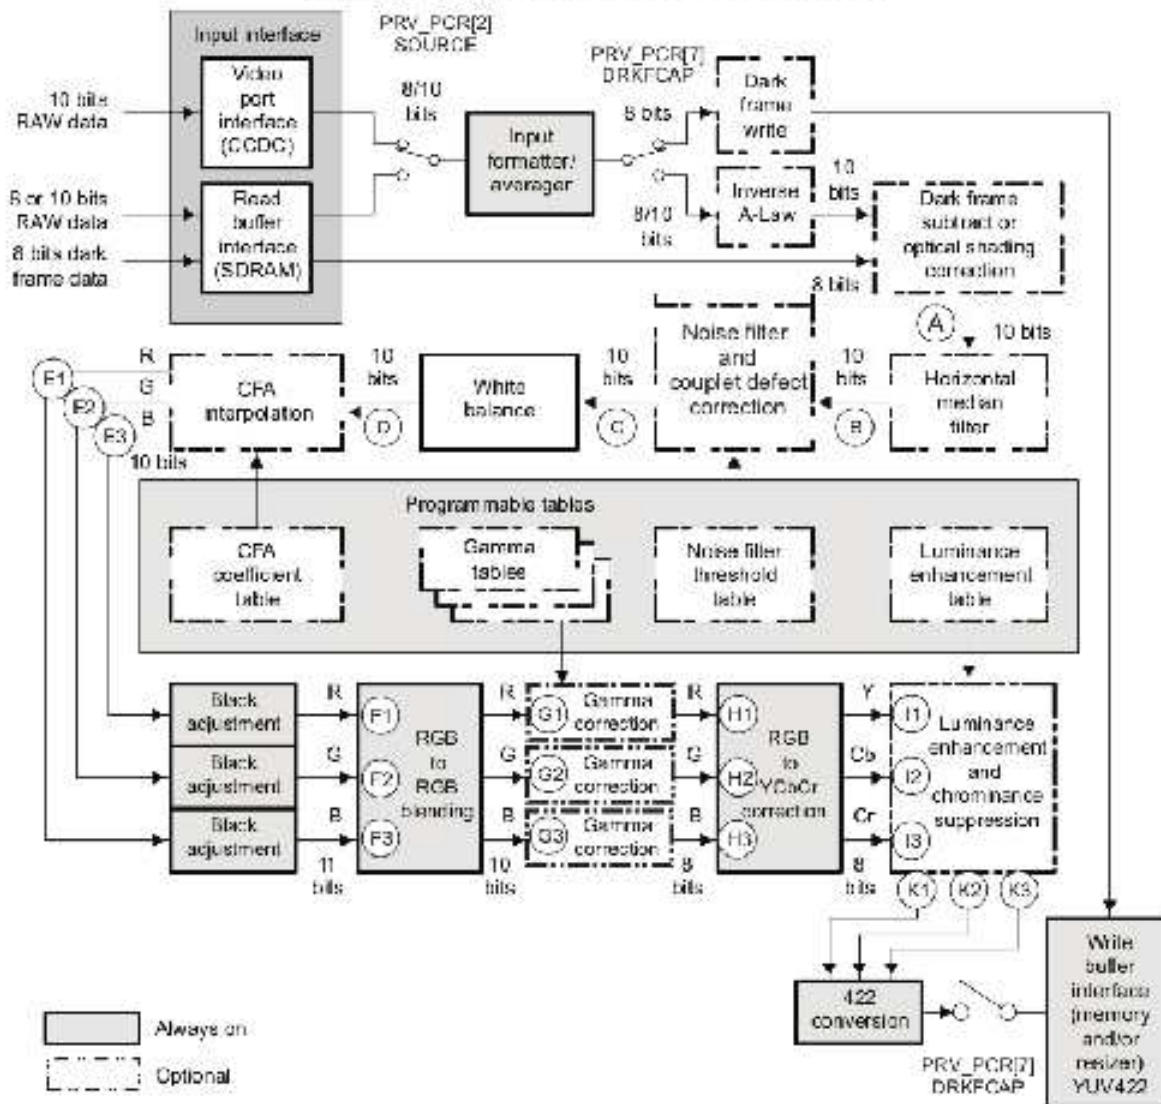 PRV_PCR[2]
SOURCE
Input interface
PRV_PCR[7]
DRKFCAP
Video
port
interface
(CCDC)
8/10
bits
Dark
frame
write
10 bits
RAW data
8 bits
Input
formatter/
averager
Read
buffer
interface
(SDRAM)
Inverse
A-Law
10
bits
8 or 10 bits
RAW data
8/10
bits
Dark frame
subtract or
optical shading
correction
8 bits dark
frame data
8 bits
A
10 bits
R
G
B
E1
E2
E3
10 bits
CFA
interpolation
10
bits
D
White
balance
10
bits
C
Noise filter
and
couplet defect
correction
10
bits
B
Horizontal
median
filter
Programmable tables
CFA
coefficient
table
Gamma
tables
Noise filter
threshold
table
Luminance
enhancement
table
Black
adjustment
R
F1
R
G1
Gamma
correction
R
H1
Y
I1
Black
adjustment
G
F2
RGB
to
RGB
blending
G
G2
Gamma
correction
G
H2
RGB
to
YCbCr
correction
Cb
I2
Luminance
enhancement
and
chrominance
suppression
Black
adjustment
B
F3
B
G3
Gamma
correction
B
H3
Cr
I3
11
bits
10
bits
8
bits
8
bits
K1
K2
K3
422
conversion
Write
buffer
interface
(memory
and/or
resizer)
YUV422
PRV_PCR[7]
DRKFCAP
Always on
Optional